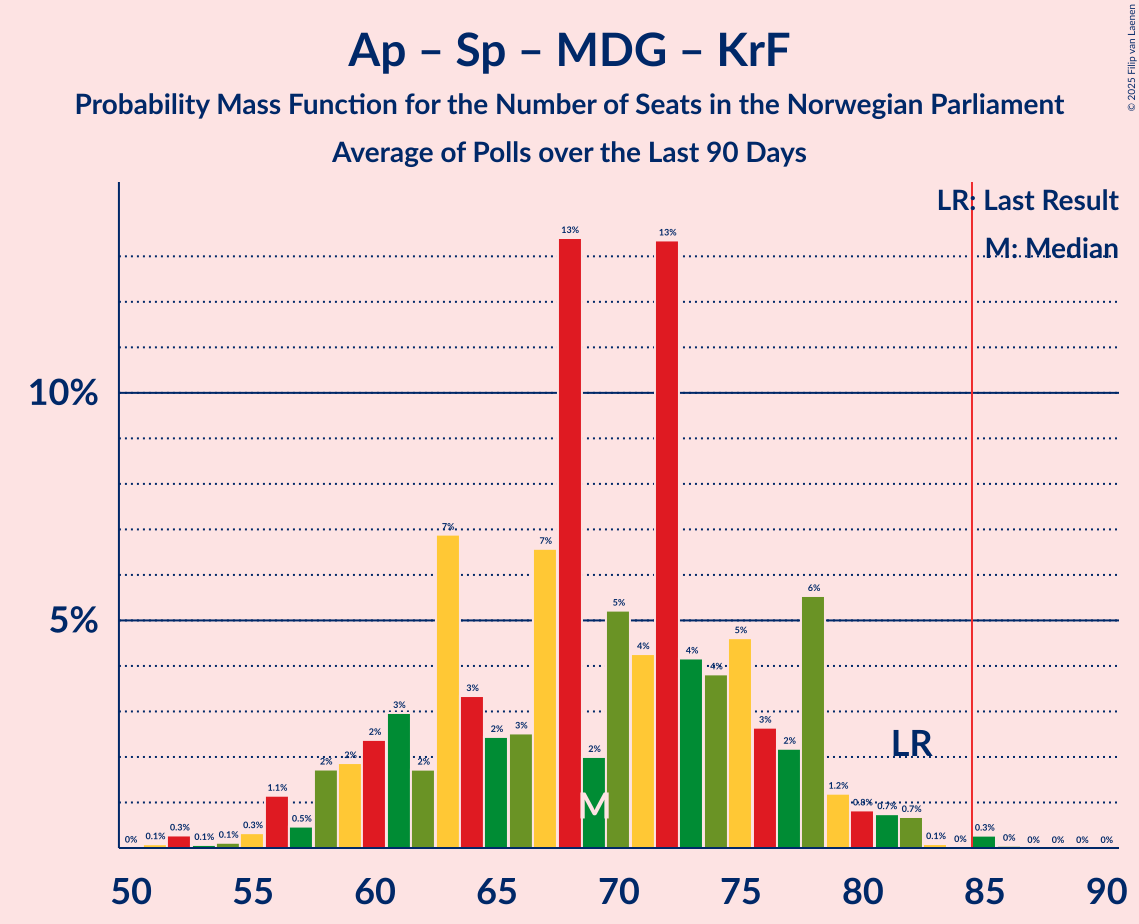 Ap – Sp – MDG – KrF
Probability Mass Function for the Number of Seats in the Norwegian Parliament
Average of Polls over the Last 90 Days
© 2025 Filip van Laenen
LR: Last Result
M: Median
10%
5%
0% 0.1% 0.3% 0.1% 0.1% 0.3% 1.1% 0.5% 2% 2% 2% 3% 2% 7% 3% 2% 3% 7% 13% 2% 5% 4% 13% 4% 4% 5% 3% 2% 6% 1.2% 0.8% 0.7% 0.7% 0.1% 0% 0.3% 0% 0% 0% 0% 0%
LR
M
50 55 60 65 70 75 80 85 90